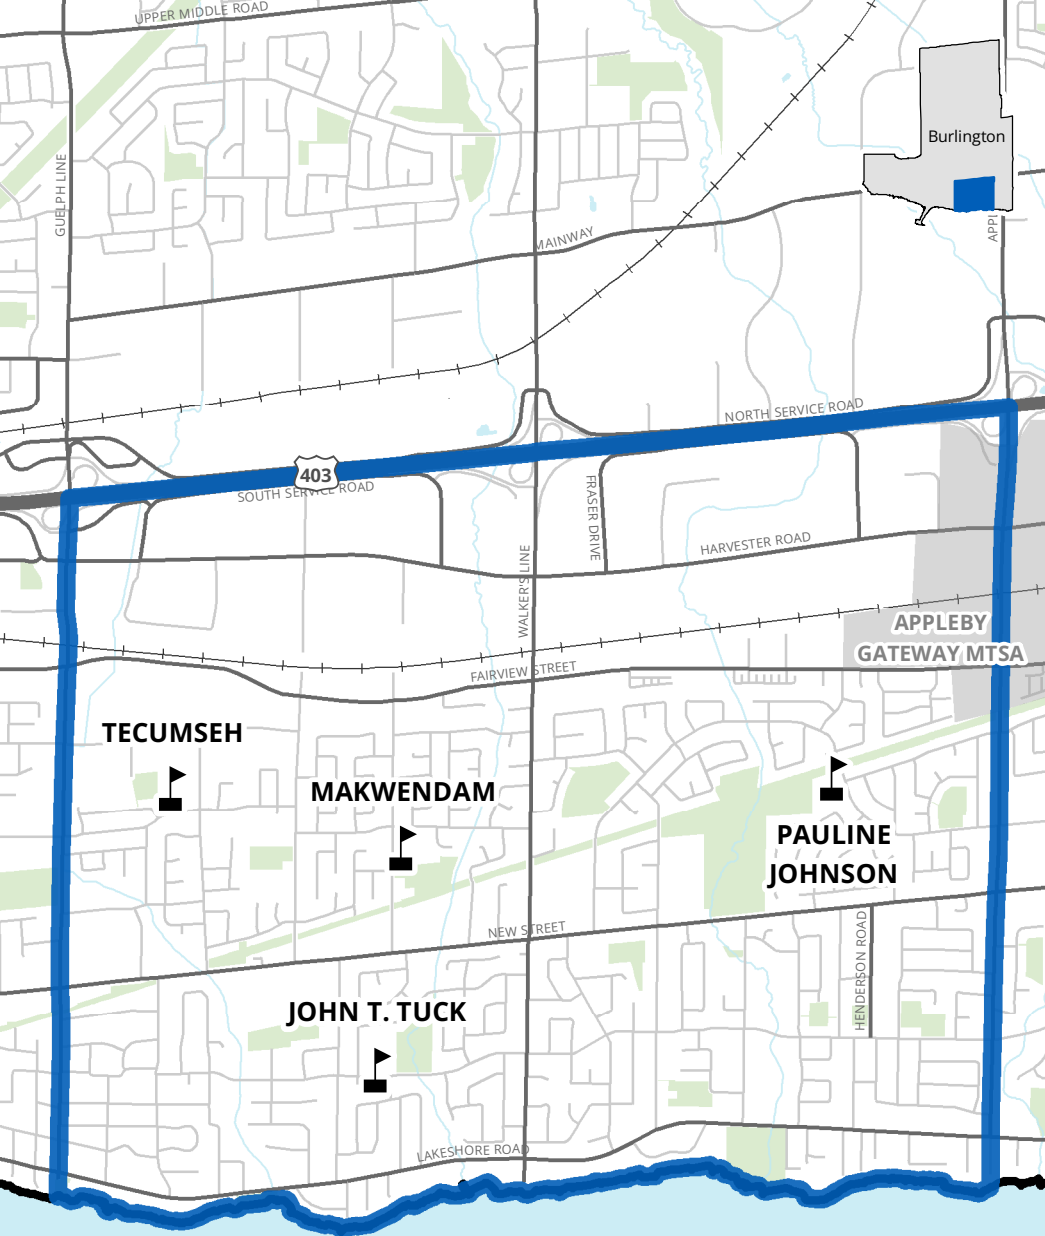 UPPER MIDDLE ROAD
Burlington
GUELPH LINE
MAINWAY
NORTH SERVICE ROAD
403
SOUTH SERVICE ROAD
FRASER DRIVE
HARVESTER ROAD
WALKER'S LINE
APPLEBY
GATEWAY MTSA
FAIRVIEW STREET
TECUMSEH
MAKWENDAM
PAULINE
JOHNSON
NEW STREET
HENDERSON ROAD
JOHN T. TUCK
LAKESHORE ROAD